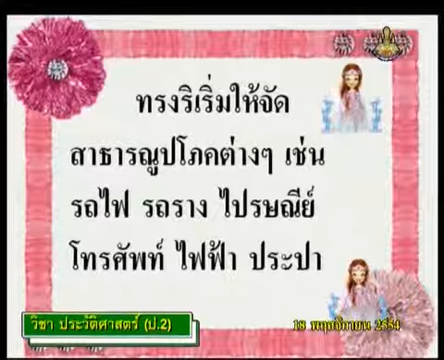 ทรงริเริ่มให้จัด
สาธารณูปโภคต่างๆ เช่น
รถไฟ รถราง ไปรษณีย์
โทรศัพท์ ไฟฟ้า ประปา
วิชา ประวัติศาสตร์ (ป.2)
18 พฤศจิกายน 2554